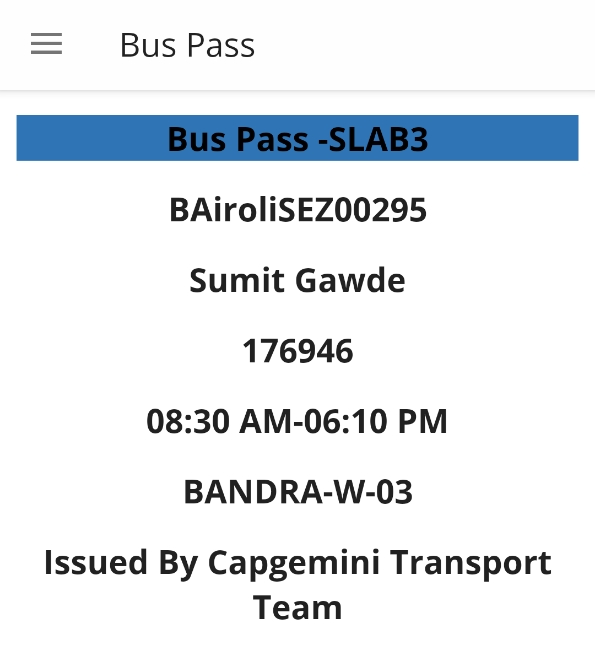 Bus Pass
Bus Pass -SLAB3
BAiroliSEZ00295
Sumit Gawde
176946
08:30 AM-06:10 PM
BANDRA-W-03
Issued By Capgemini Transport
Team